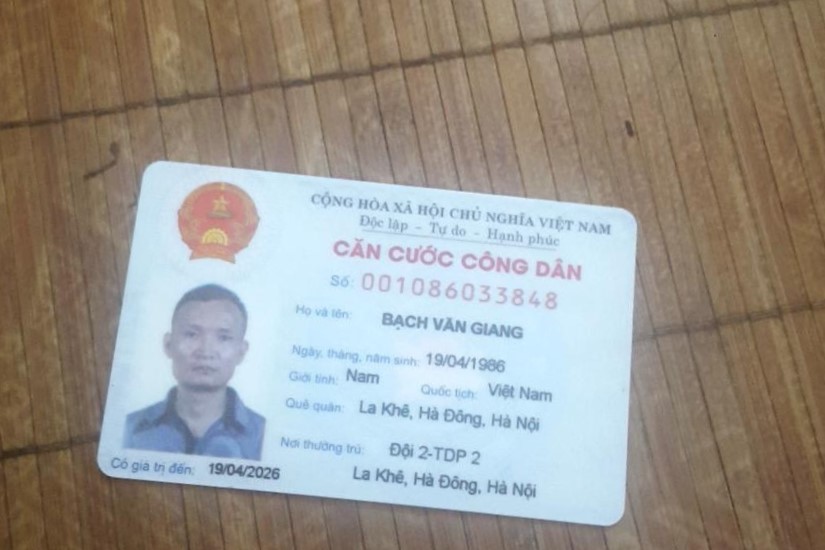 CỘNG HÒA XÃ HỘI CHỦ NGHĨA VIỆT NAM
Độc lập - Tự do - Hạnh phúc
CĂN CƯỚC CÔNG DÂN
Số: 001086033848
Họ và tên: BẠCH VĂN GIANG
Ngày, tháng, năm sinh: 19/04/1986
Giới tính: Nam Quốc tịch: Việt Nam
Quê quán: La Khê, Hà Đông, Hà Nội
Nơi thường trú: Đội 2-TDP 2
La Khê, Hà Đông, Hà Nội
Có giá trị đến: 19/04/2026